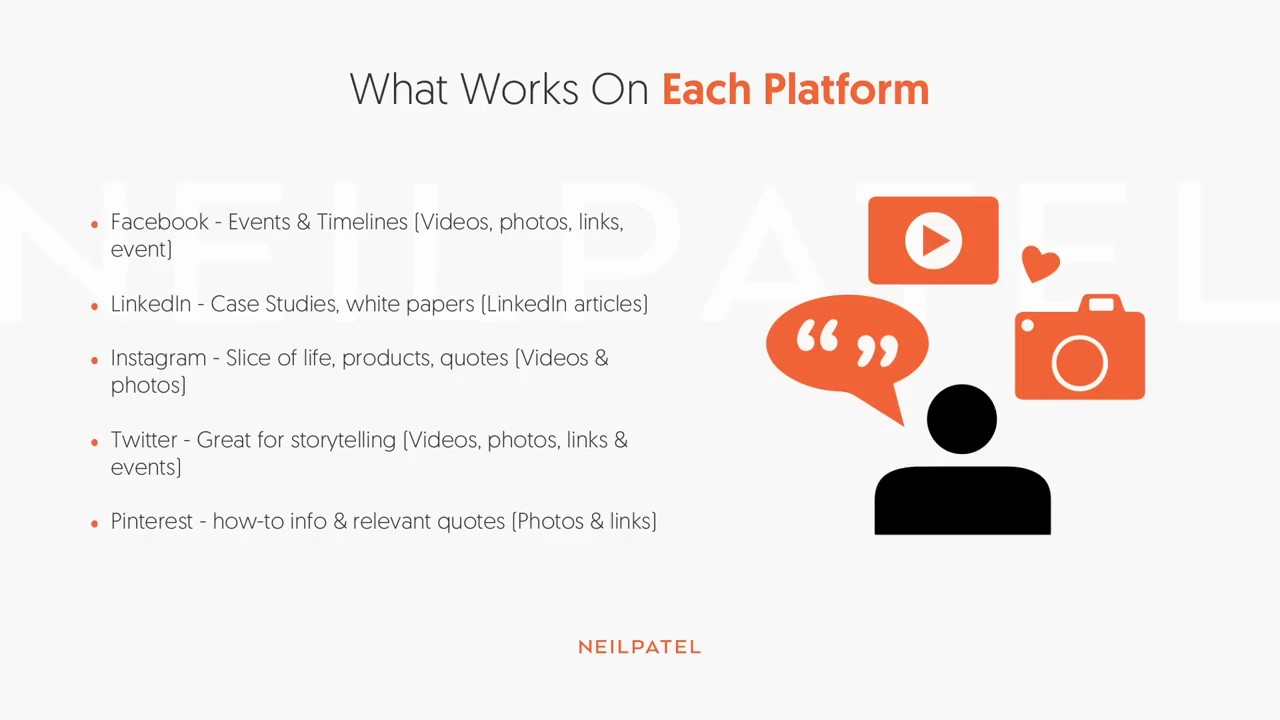 What Works On Each Platform
NEILPATEL
• Facebook - Events & Timelines (Videos, photos, links,
event)
• LinkedIn - Case Studies, white papers (LinkedIn articles)
• Instagram - Slice of life, products, quotes (Videos &
photos)
• Twitter - Great for storytelling (Videos, photos, links &
events)
• Pinterest - how-to info & relevant quotes (Photos & links)
“ ”
NEILPATEL